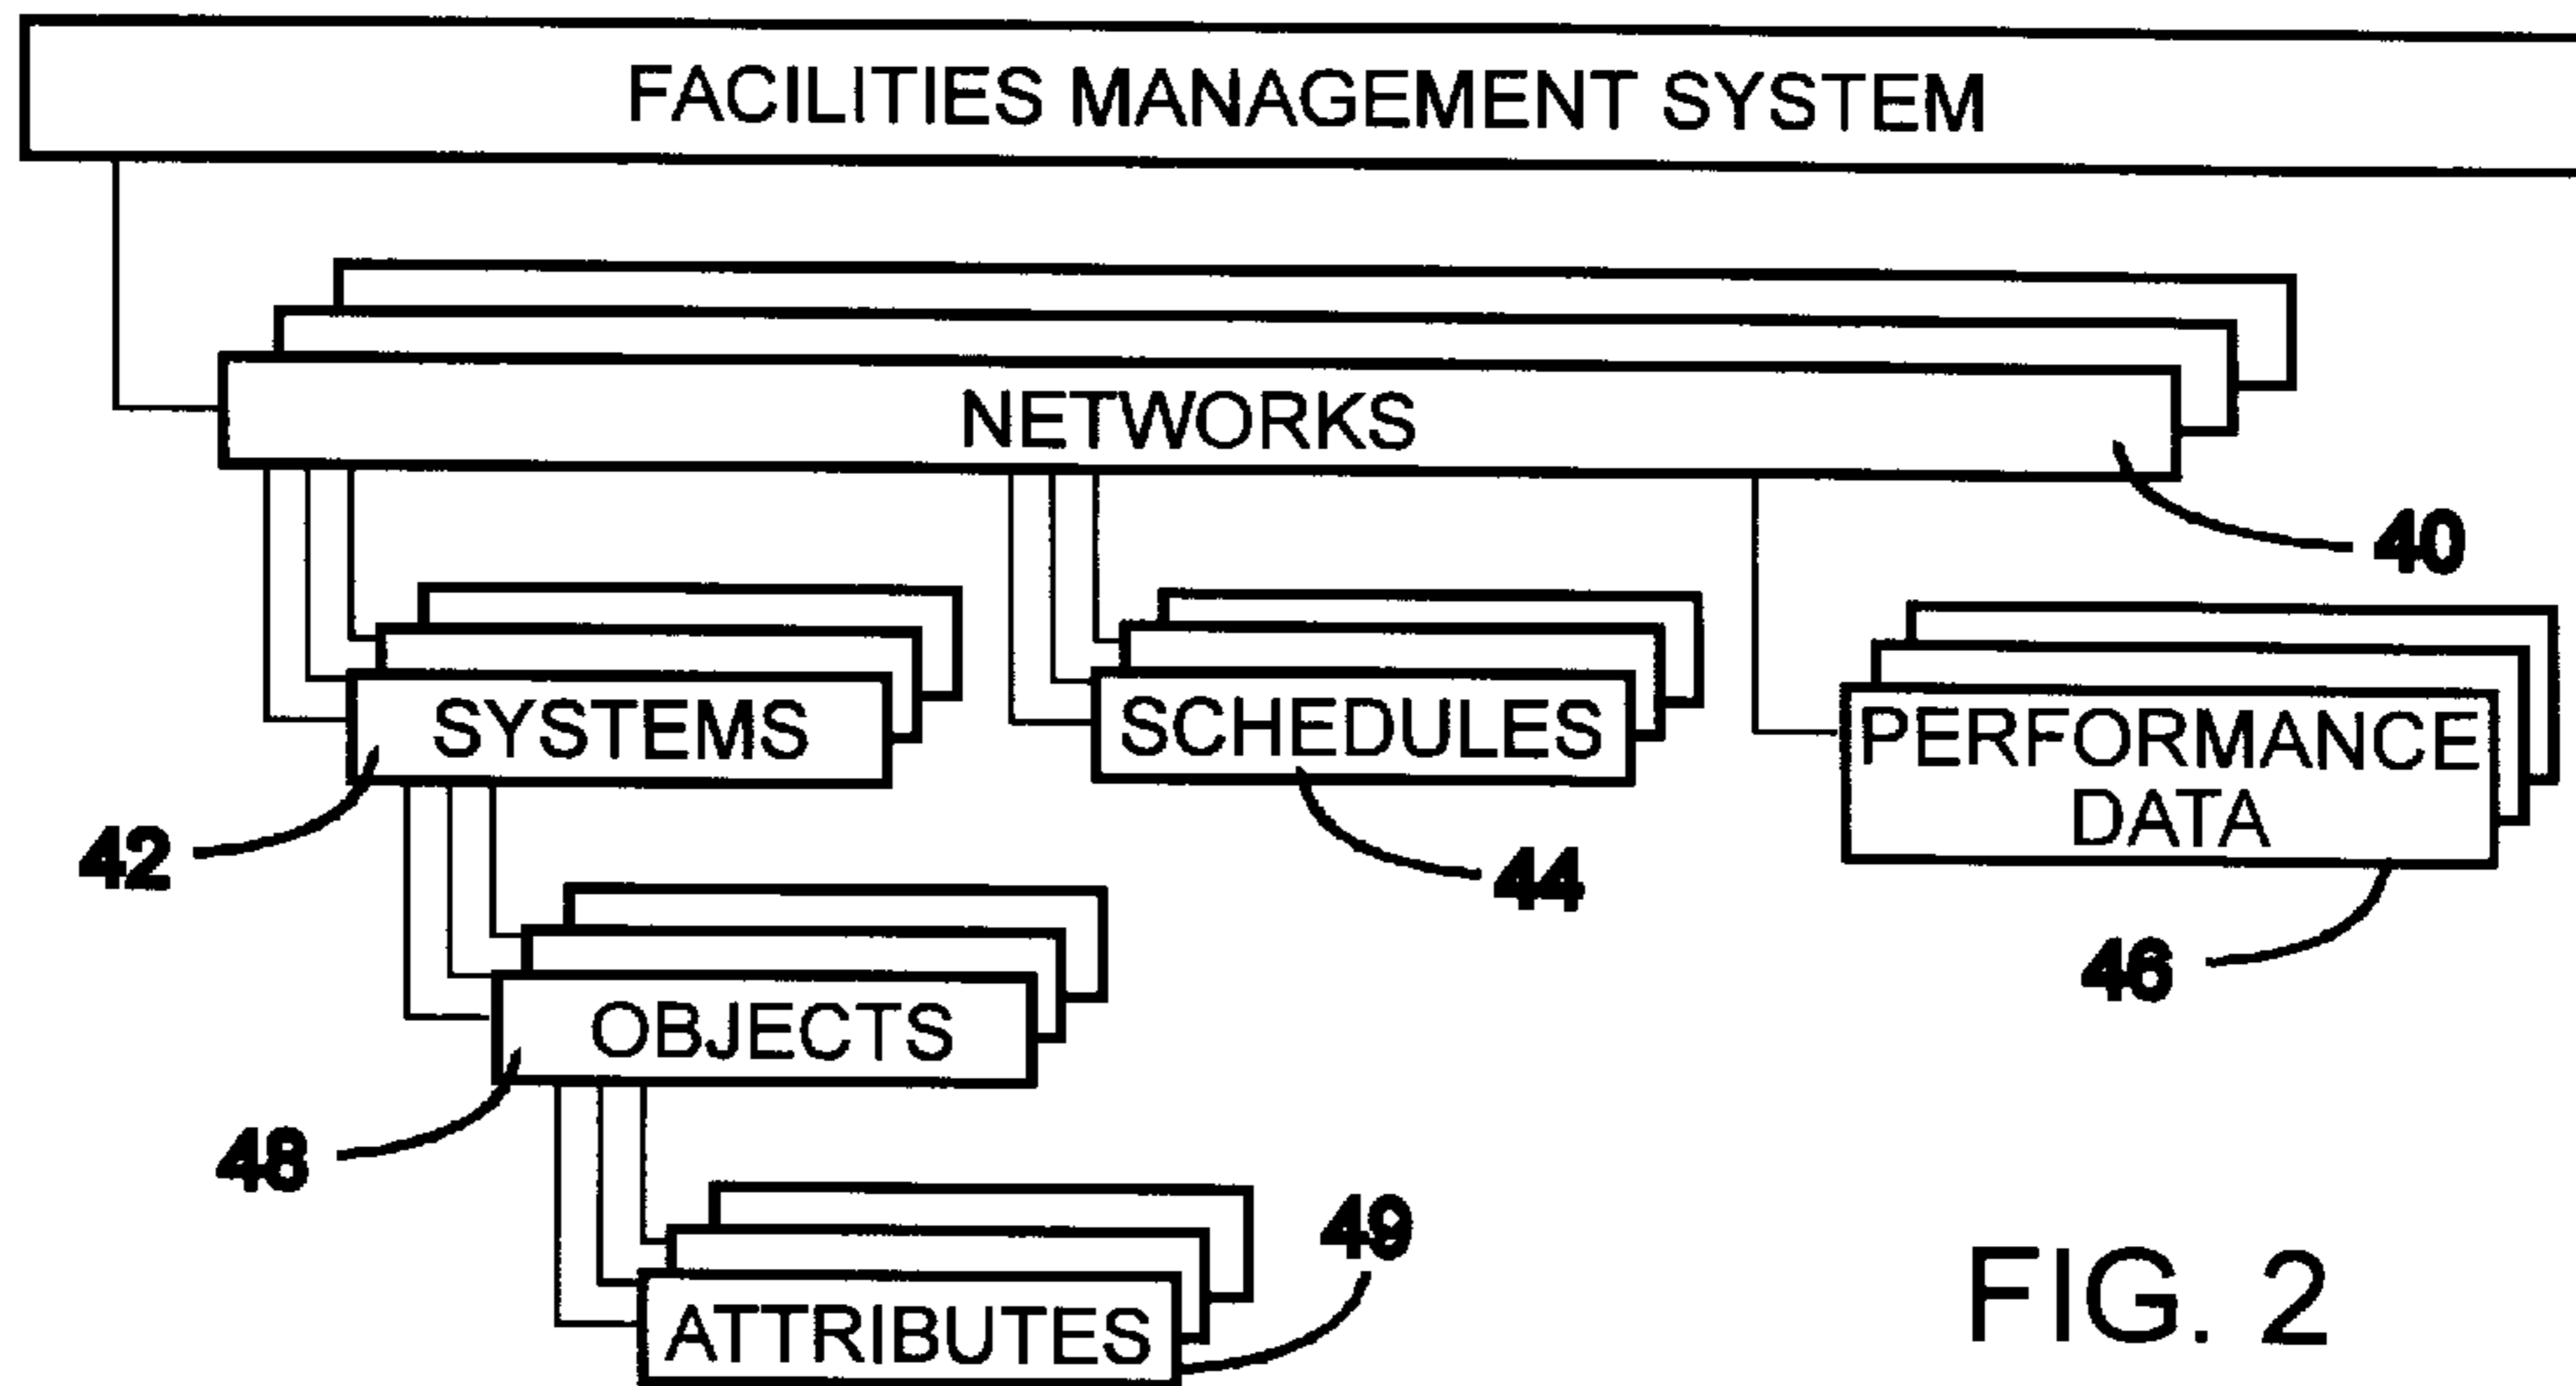 FACILITIES MANAGEMENT SYSTEM
NETWORKS
40
SYSTEMS
SCHEDULES
PERFORMANCE
DATA
42
44
46
OBJECTS
48
49
ATTRIBUTES
FIG. 2